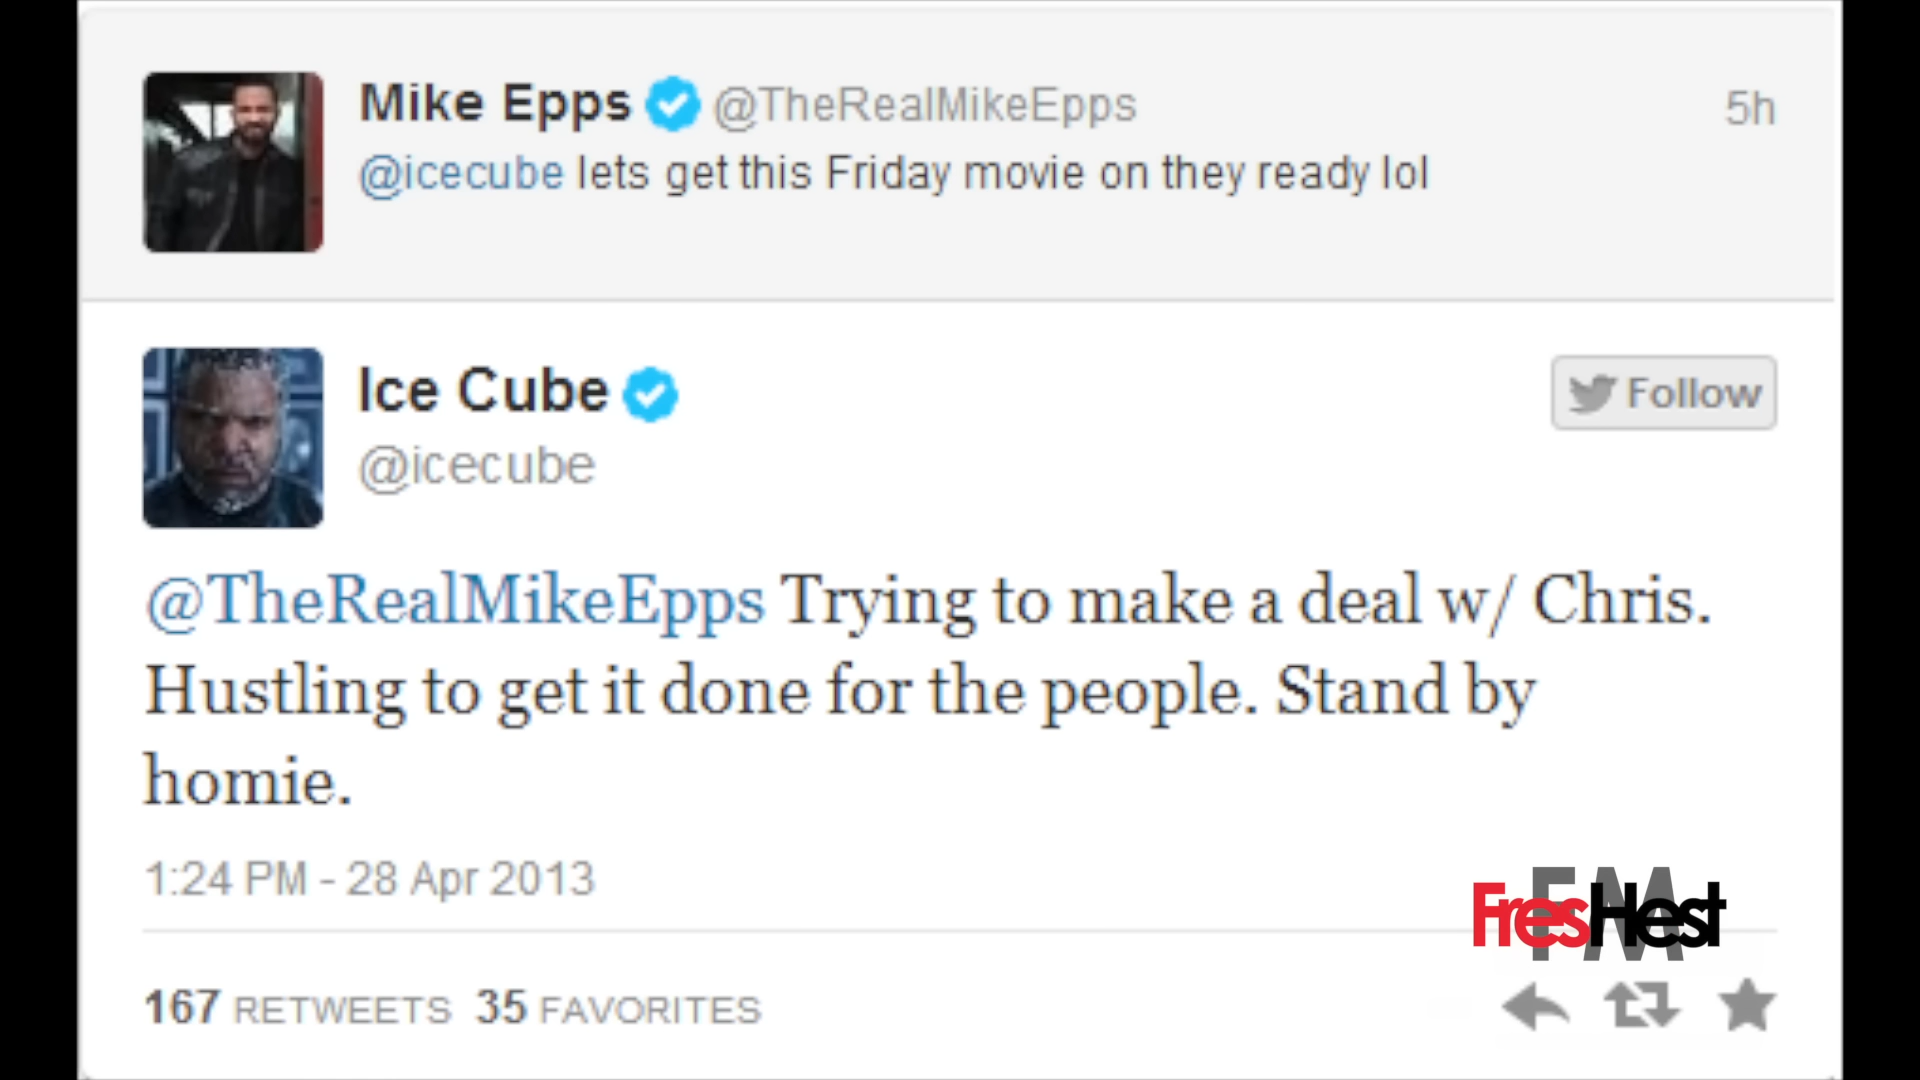 Mike Epps @TheRealMikeEpps 5h
@icecube lets get this Friday movie on they ready lol
Ice Cube
Follow
@icecube
@TheRealMikeEpps Trying to make a deal w/ Chris.
Hustling to get it done for the people. Stand by
homie.
1:24 PM - 28 Apr 2013
FM
FresHest
167 RETWEETS 35 FAVORITES